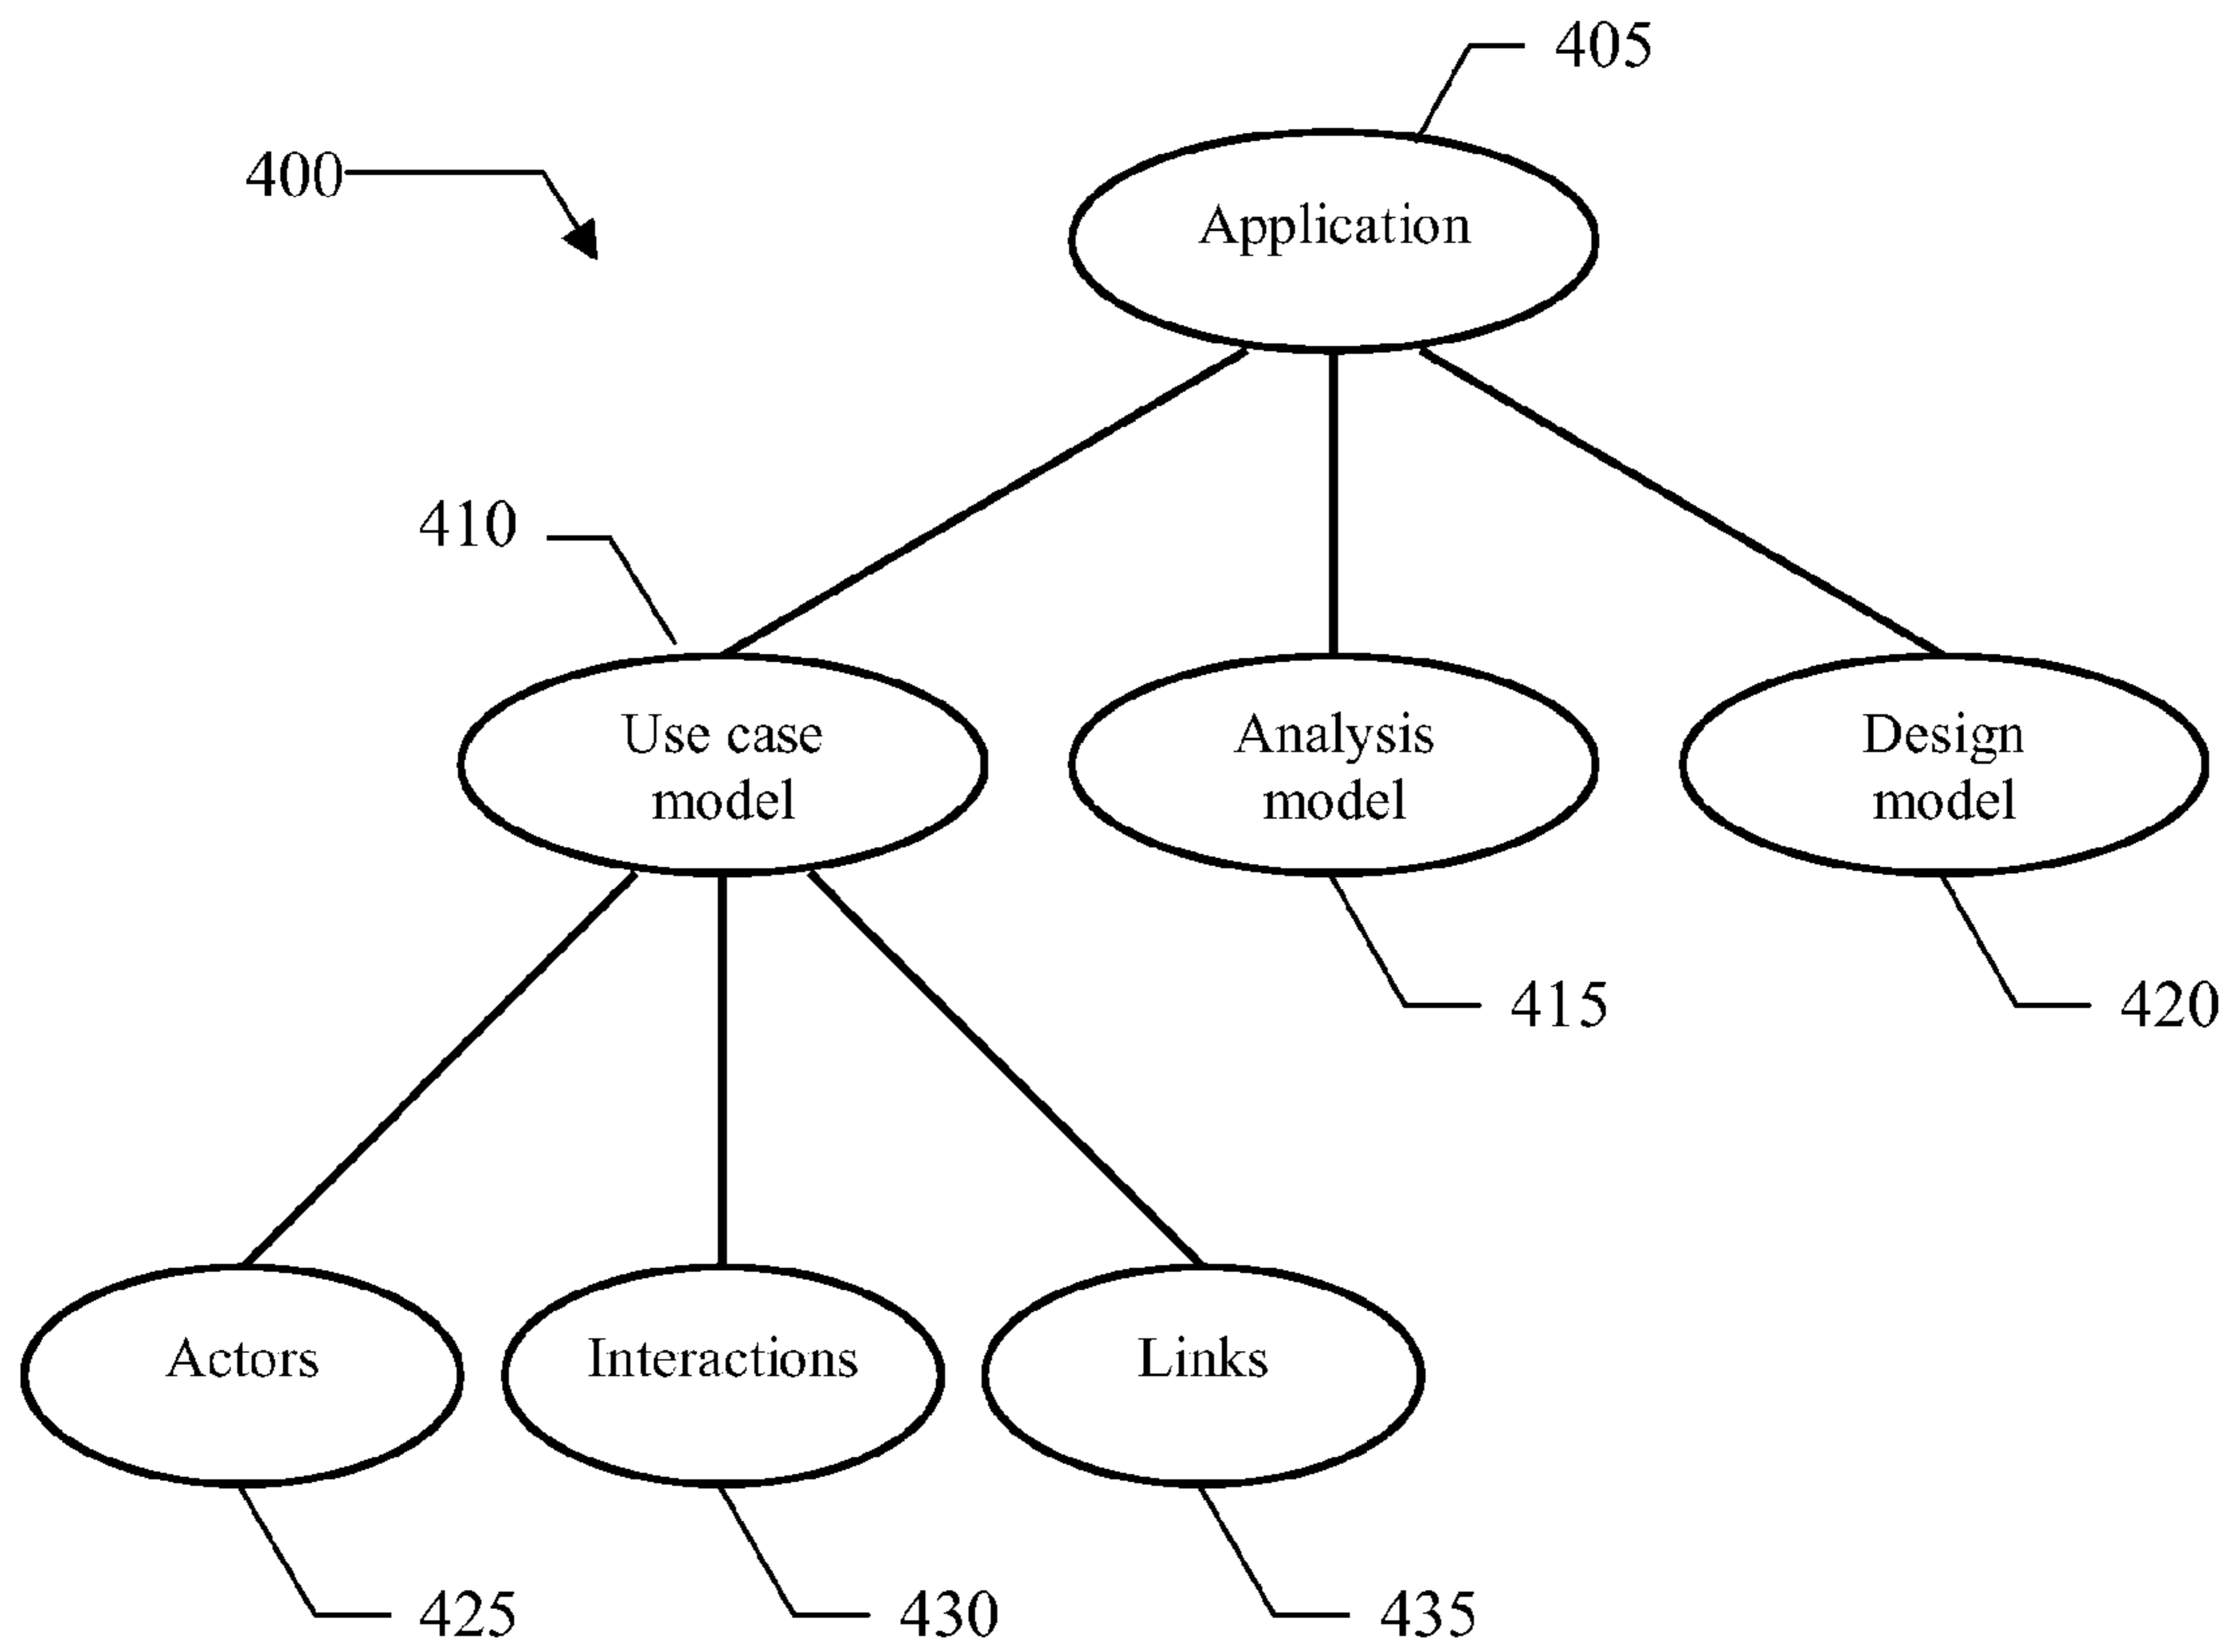 405
400
Application
410
Use case
model
Analysis
model
Design
model
415
420
Actors
Interactions
Links
425
430
435